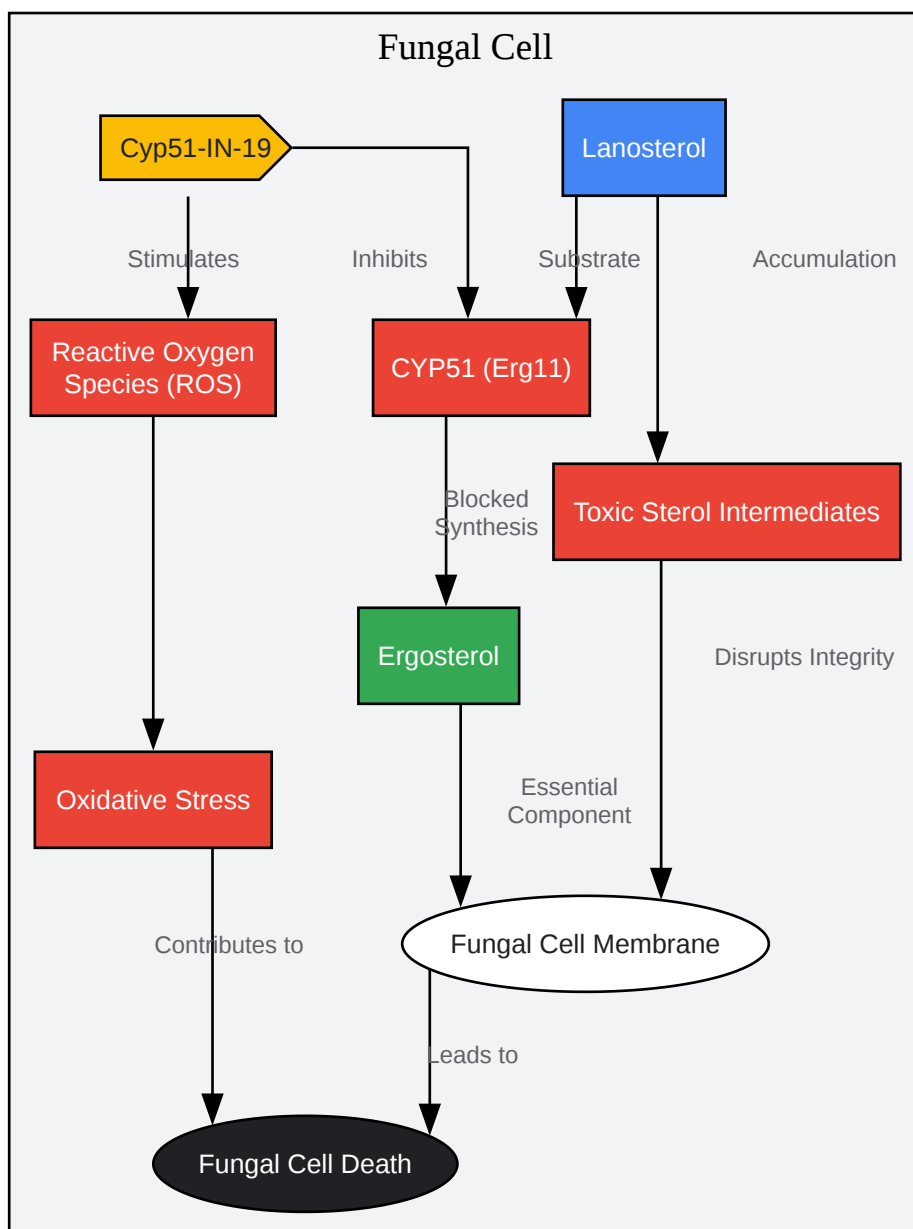 Fungal Cell
Cyp51-IN-19
Lanosterol
Stimulates
Inhibits
Substrate
Accumulation
Reactive Oxygen
Species (ROS)
CYP51 (Erg11)
Blocked
Synthesis
Toxic Sterol Intermediates
Ergosterol
Disrupts Integrity
Oxidative Stress
Essential
Component
Contributes to
Fungal Cell Membrane
Leads to
Fungal Cell Death